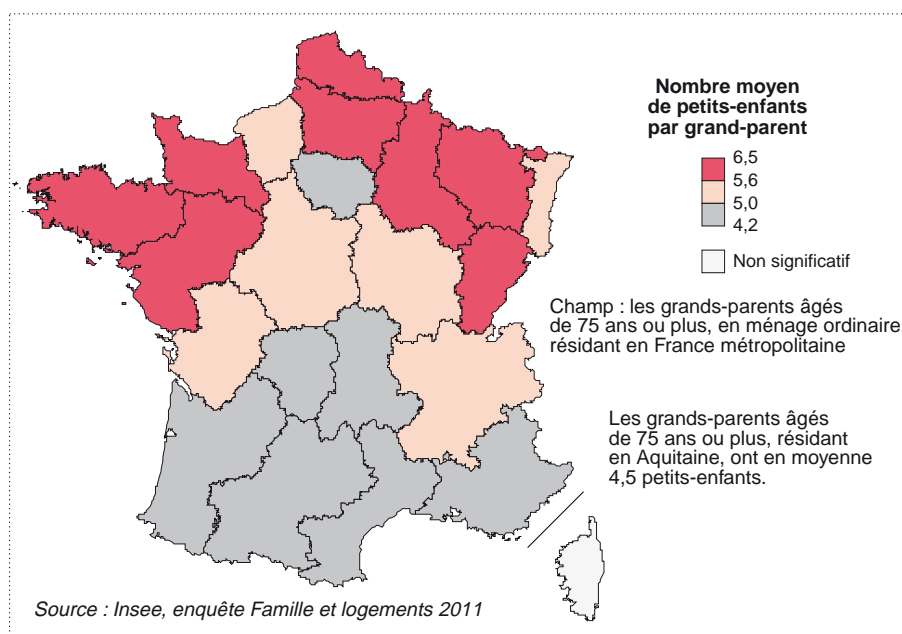 Nombre moyen
de petits-enfants
par grand-parent
6,5
5,6
5,0
4,2
Non significatif
Champ : les grands-parents âgés
de 75 ans ou plus, en ménage ordinaire
résidant en France métropolitaine
Les grands-parents âgés
de 75 ans ou plus, résidant
en Aquitaine, ont en moyenne
4,5 petits-enfants.
Source : Insee, enquête Famille et logements 2011